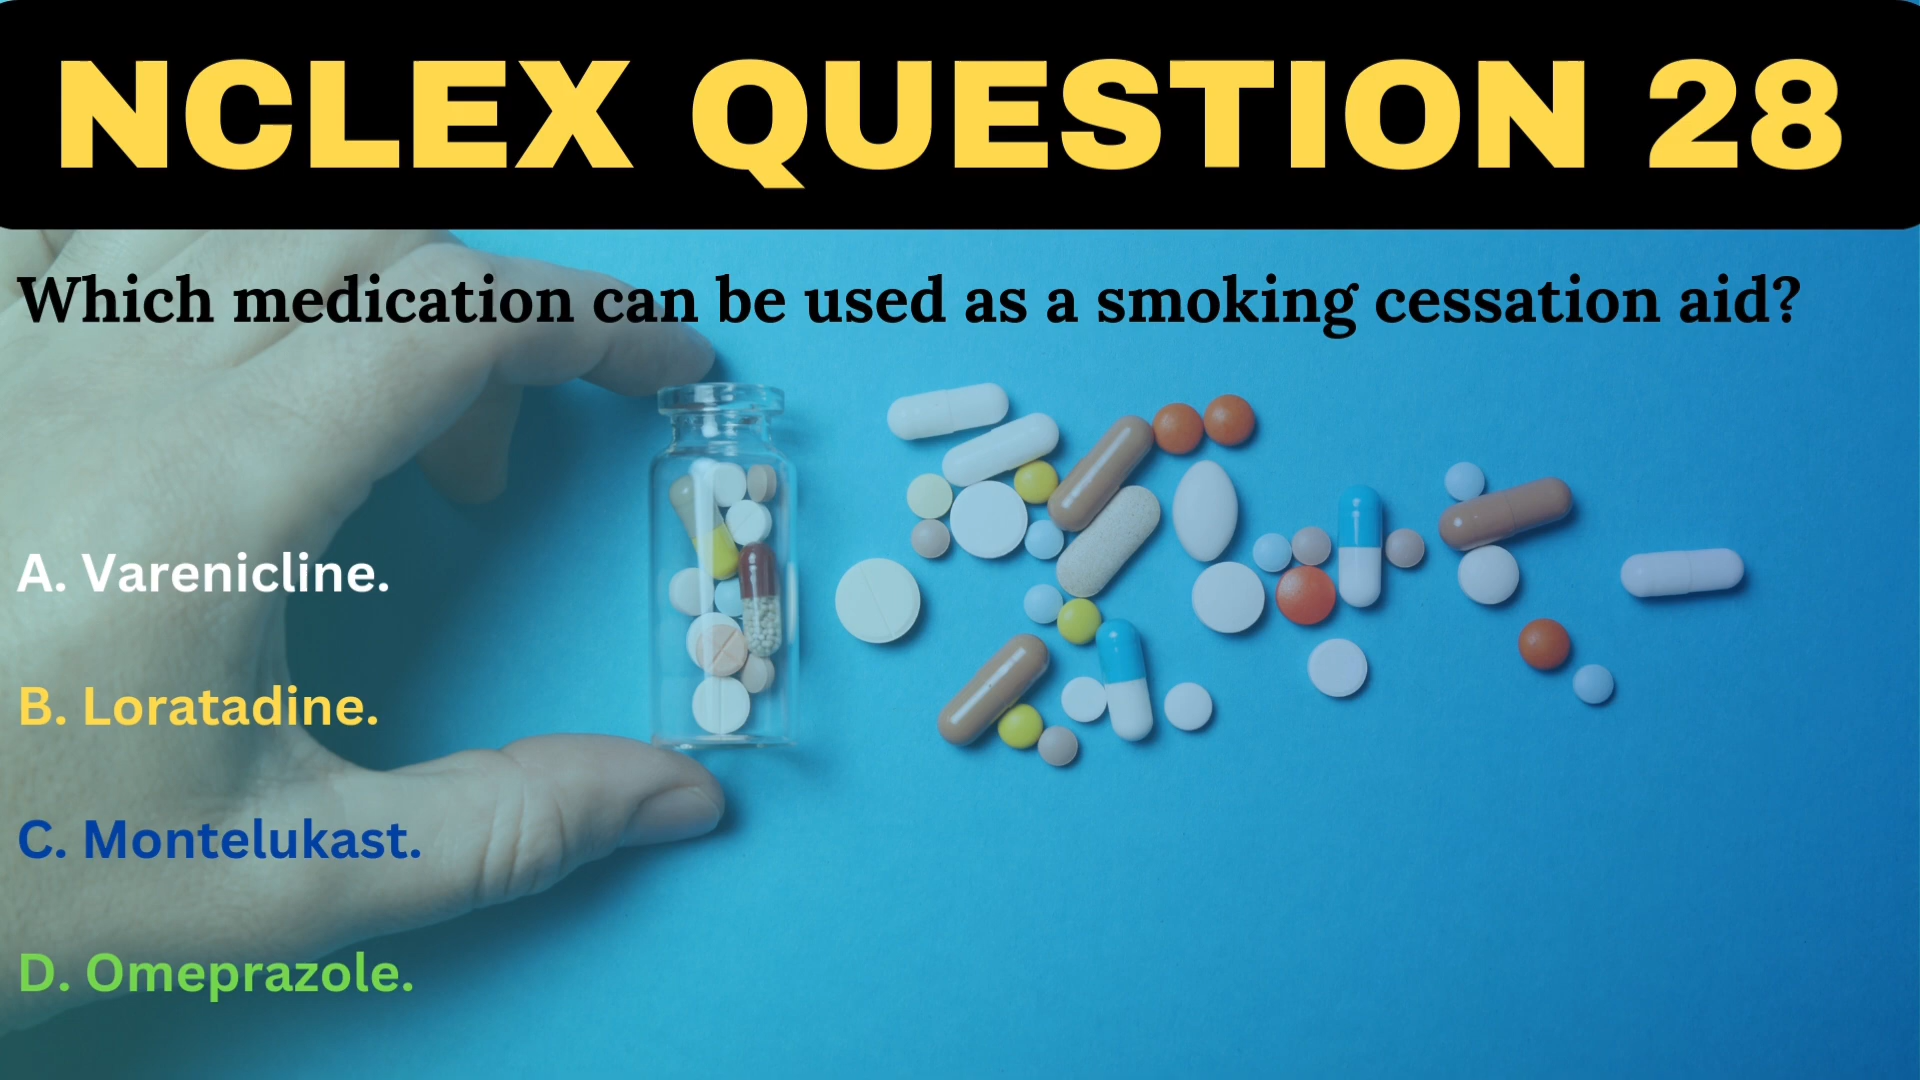 NCLEX QUESTION 28
Which medication can be used as a smoking cessation aid?
A. Varenicline.
B. Loratadine.
C. Montelukast.
D. Omeprazole.